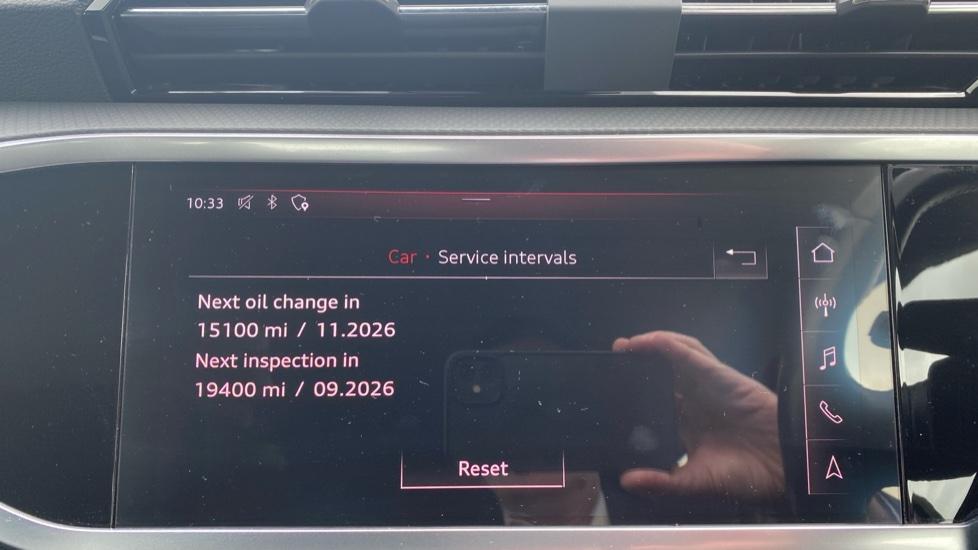 10:33
Car · Service intervals
Next oil change in
15100 mi / 11.2026
Next inspection in
19400 mi / 09.2026
Reset